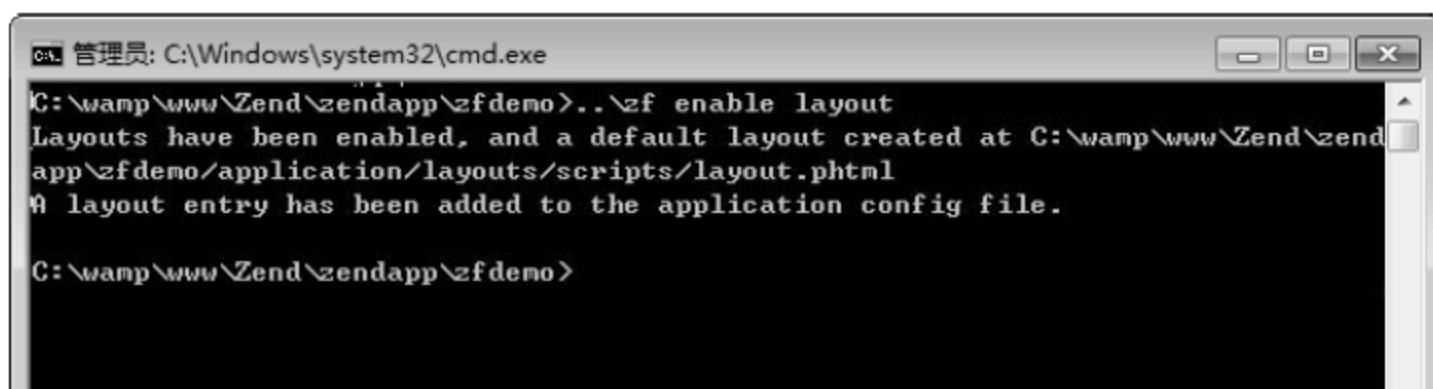 管理员: C:\Windows\system32\cmd.exe
C:\wamp\www\Zend\zendapp\zfdemo>..\zf enable layout
Layouts have been enabled, and a default layout created at C:\wamp\www\Zend\zend
app\zfdemo/application/layouts/scripts/layout.phtml
A layout entry has been added to the application config file.
C:\wamp\www\Zend\zendapp\zfdemo>